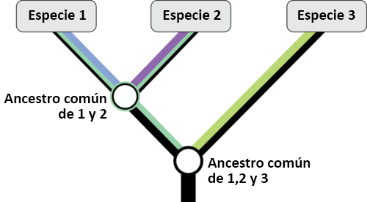 Especie 1
Especie 2
Especie 3
Ancestro común
de 1 y 2
Ancestro común
de 1,2 y 3